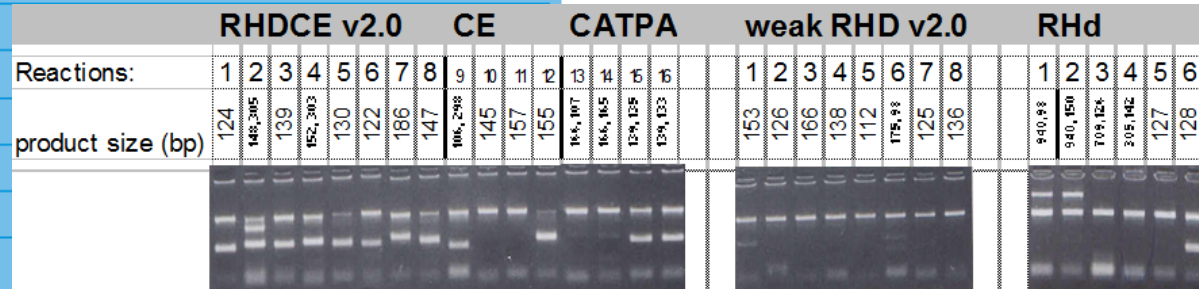 RHDCE v2.0 CE CATPA weak RHD v2.0 RHd
Reactions: 1 2 3 4 5 6 7 8 9 10 11 12 13 14 15 16 1 2 3 4 5 6 7 8 1 2 3 4 5 6
product size (bp) 124 148,305 139 152,303 130 122 186 147 106,298 145 157 155 166,107 166,165 139,135 139,133 153 126 166 138 112 175,98 125 136 940,98 940,150 709,126 305,142 127 128